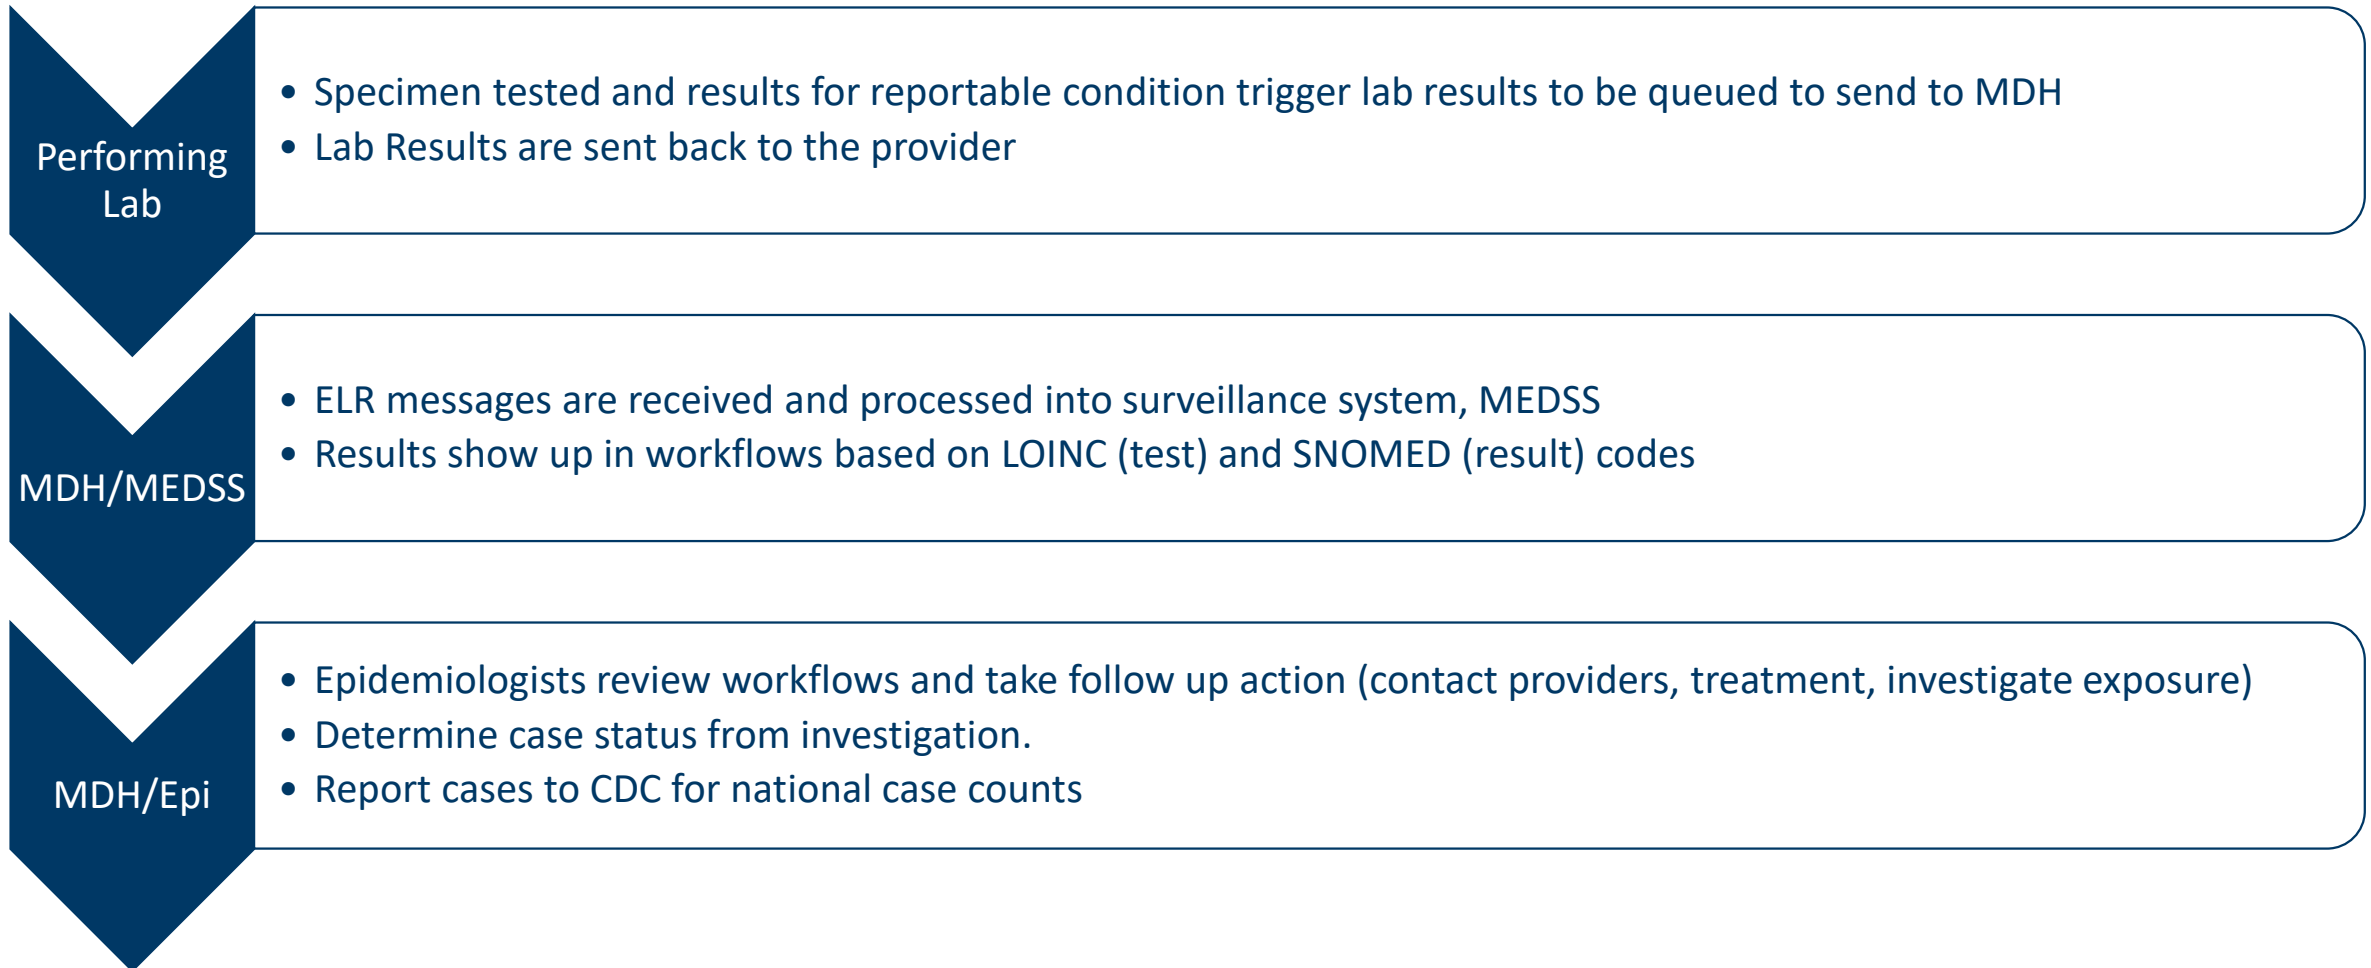 Performing
Lab
• Specimen tested and results for reportable condition trigger lab results to be queued to send to MDH
• Lab Results are sent back to the provider
MDH/MEDSS
• ELR messages are received and processed into surveillance system, MEDSS
• Results show up in workflows based on LOINC (test) and SNOMED (result) codes
MDH/Epi
• Epidemiologists review workflows and take follow up action (contact providers, treatment, investigate exposure)
• Determine case status from investigation.
• Report cases to CDC for national case counts